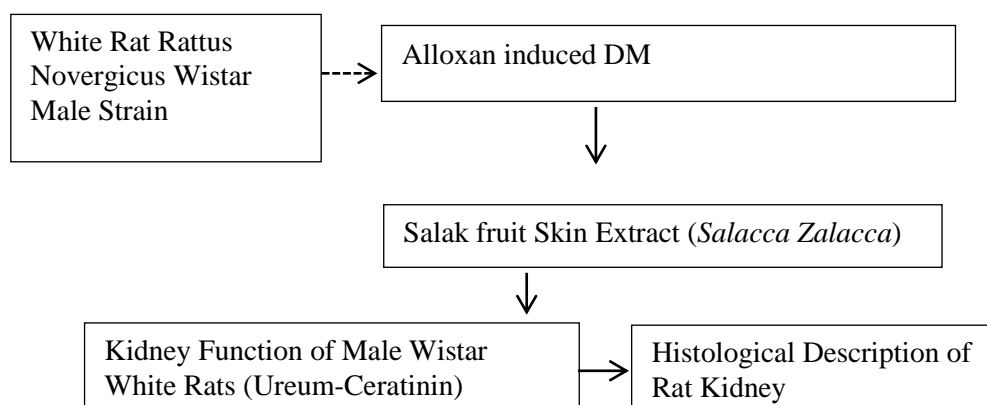 White Rat Rattus
Novergicus Wistar
Male Strain
Alloxan induced DM
Salak fruit Skin Extract (Salacca Zalacca)
Kidney Function of Male Wistar
White Rats (Ureum-Ceratinin)
Histological Description of
Rat Kidney